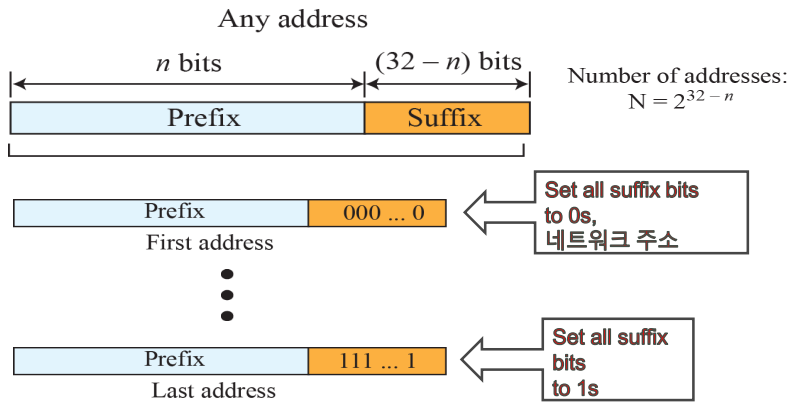 Any address
n bits
(32 – n) bits
Number of addresses:
N = 2^{32 – n}
Prefix
Suffix
Prefix
000 ... 0
First address
Set all suffix bits
to 0s,
네트워크 주소
Prefix
111 ... 1
Last address
Set all suffix
bits
to 1s